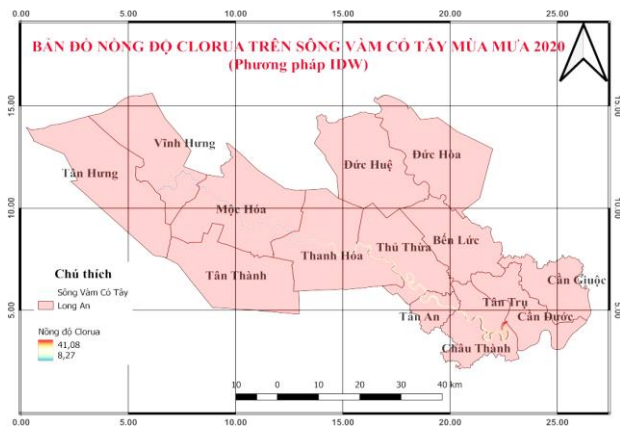 0.00 5.00 10.00 15.00 20.00 25.00
BẢN ĐỒ NỒNG ĐỘ CLORUA TRÊN SÔNG VÀM CỎ TÂY MÙA MƯA 2020
(Phương pháp IDW)
15.00 15.00
Vĩnh Hưng
Đức Hòa
Đức Huệ
Tân Hưng
Mộc Hóa
10.00 10.00
Bến Lức
Thủ Thừa
Thanh Hóa
Chú thích
Tân Thành
Cần Giuộc
Sông Vàm Cỏ Tây
Long An
Tân Trụ
5.00 5.00
Tân An
Cần Đước
Nồng độ Clorua
41,08
8,27
Châu Thành
10 0 10 20 30 40 km
0.00 5.00 10.00 15.00 20.00 25.00